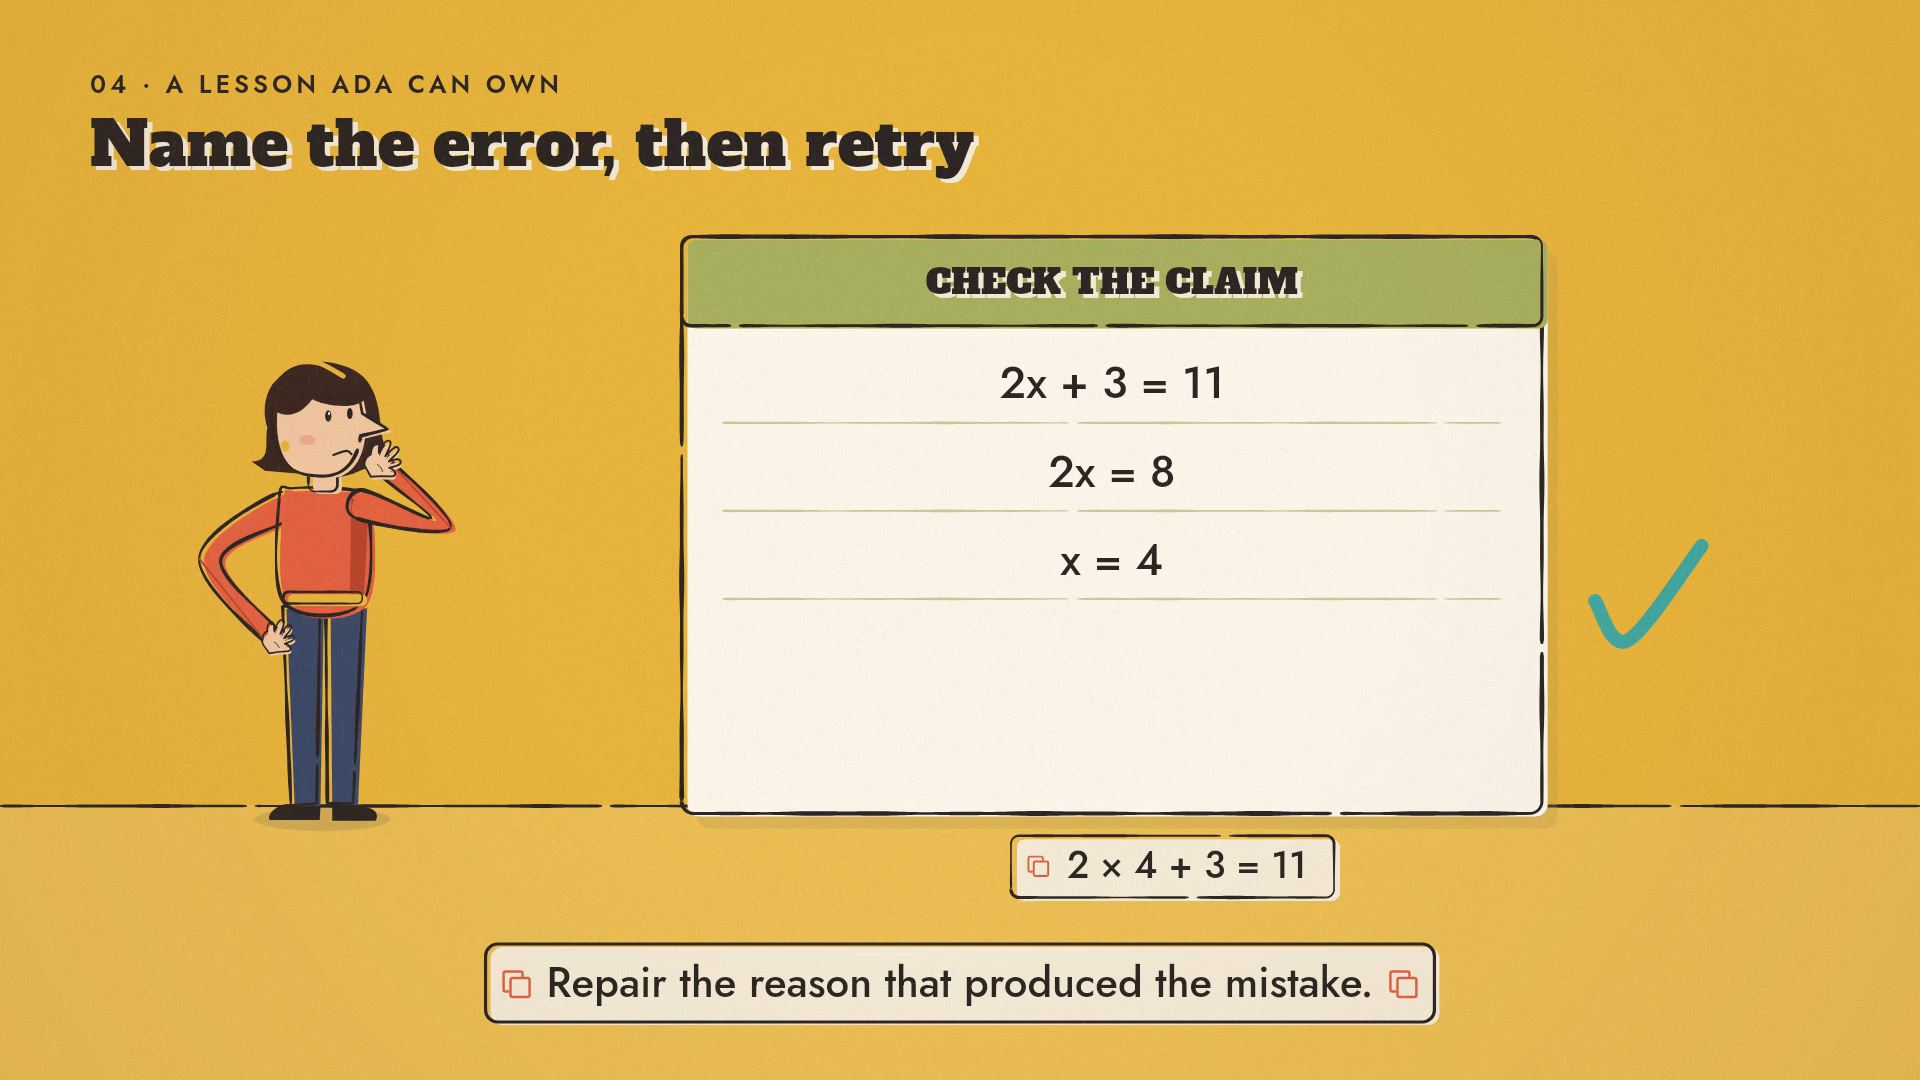 04 · A LESSON ADA CAN OWN
Name the error, then retry
CHECK THE CLAIM
2x + 3 = 11
2x = 8
x = 4
2 × 4 + 3 = 11
Repair the reason that produced the mistake.